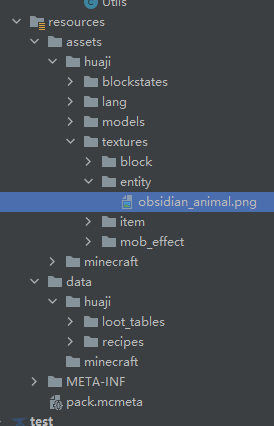 Utils
resources
assets
huaji
blockstates
lang
models
textures
block
entity
obsidian_animal.png
item
mob_effect
minecraft
data
huaji
loot_tables
recipes
minecraft
META-INF
pack.mcmeta
test